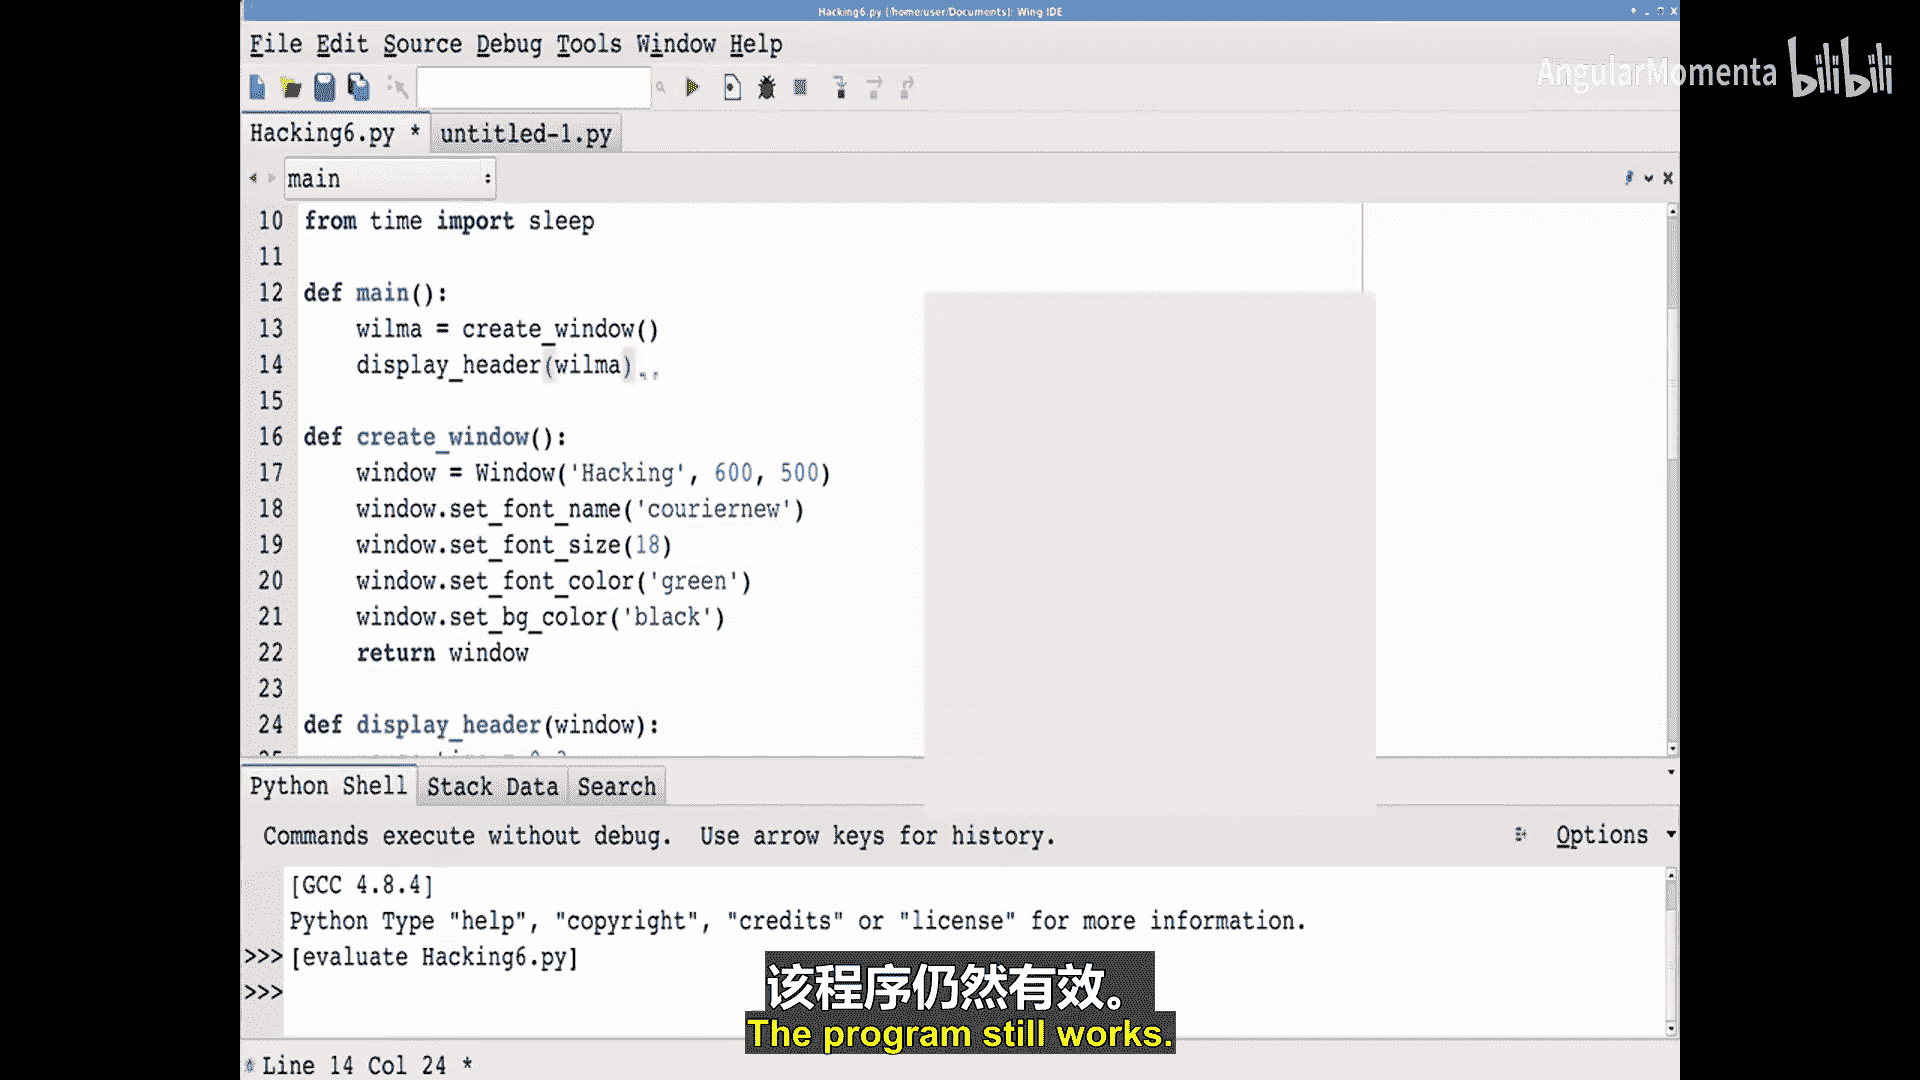 Hacking6.py (/home/user/Documents): Wing IDE
File Edit Source Debug Tools Window Help
AngularMomenta bilibili
Hacking6.py * untitled-1.py
main
10 from time import sleep
11
12 def main():
13     wilma = create_window()
14     display_header(wilma)
15
16 def create_window():
17     window = Window('Hacking', 600, 500)
18     window.set_font_name('couriernew')
19     window.set_font_size(18)
20     window.set_font_color('green')
21     window.set_bg_color('black')
22     return window
23
24 def display_header(window):
Python Shell Stack Data Search
Commands execute without debug. Use arrow keys for history.
Options
[GCC 4.8.4]
Python Type "help", "copyright", "credits" or "license" for more information.
>>> [evaluate Hacking6.py]
>>>
该程序仍然有效。
The program still works.
Line 14 Col 24 *